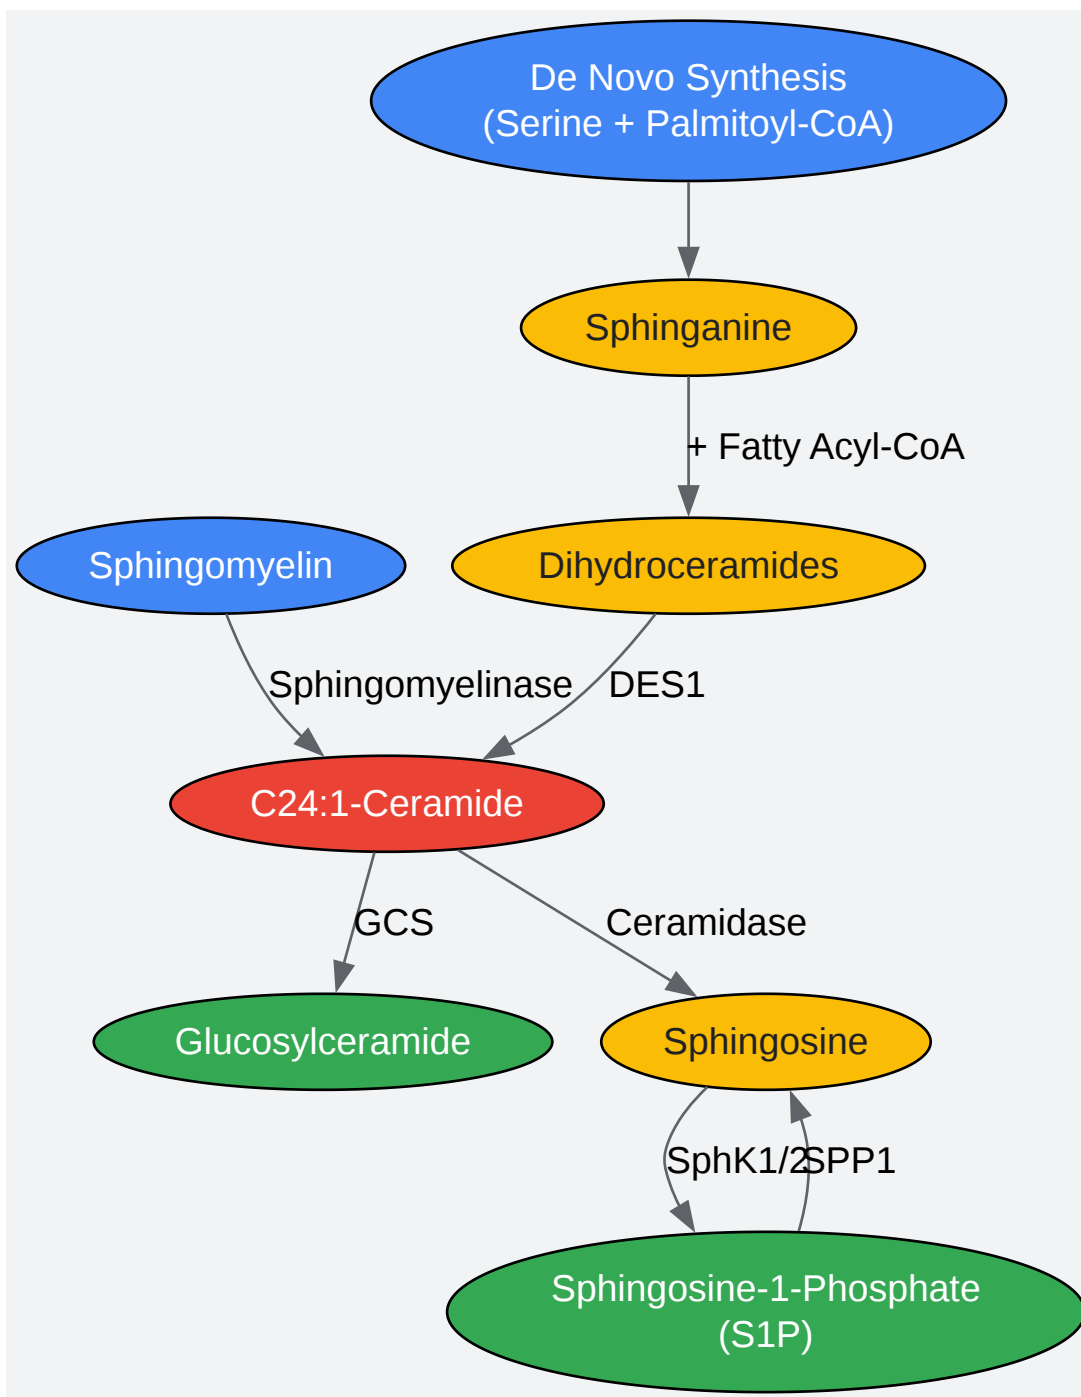 De Novo Synthesis
(Serine + Palmitoyl-CoA)
Sphinganine
+ Fatty Acyl-CoA
Sphingomyelin
Dihydroceramides
Sphingomyelinase
DES1
C24:1-Ceramide
GCS
Ceramidase
Glucosylceramide
Sphingosine
SphK1/2
SPP1
Sphingosine-1-Phosphate
(S1P)